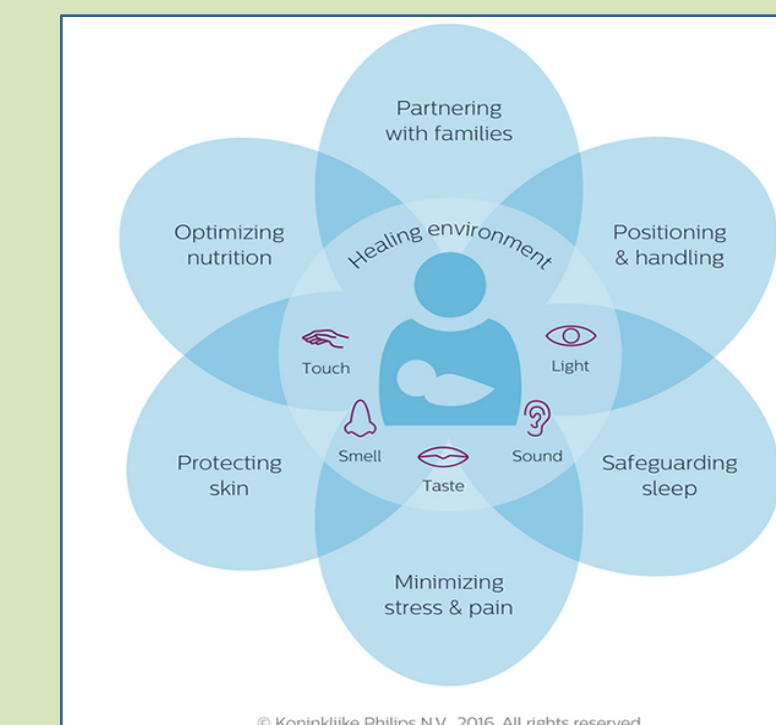 Partnering
with families
Optimizing
nutrition
Positioning
& handling
Healing environment
Touch
Light
Smell
Sound
Taste
Protecting
skin
Safeguarding
sleep
Minimizing
stress & pain
© Koninklijke Philips N.V., 2016. All rights reserved